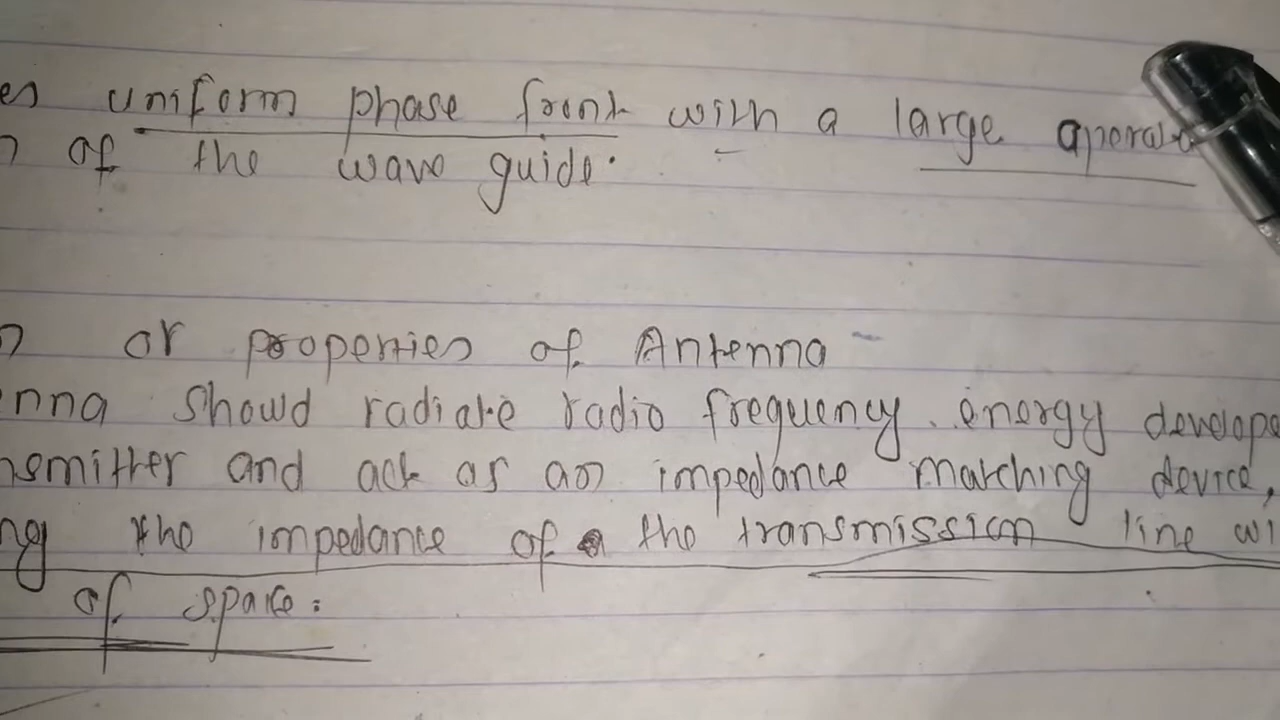 es uniform phase front with a large
of the wave guide.
or properties of Antenna
nna showd radiate radio frequency energy develope
nsmitter and act as an impedance matching device,
ng the impedance of the transmission line wi
of space.